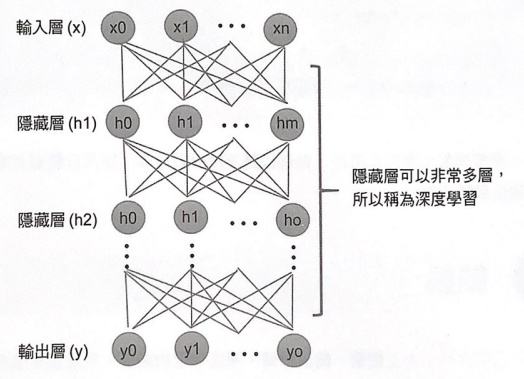 輸入層 (x) x0 x1 ... xn
隱藏層 (h1) h0 h1 ... hm
隱藏層可以非常多層，
所以稱為深度學習
隱藏層 (h2) h0 h1 ... ho
輸出層 (y) y0 y1 ... yo